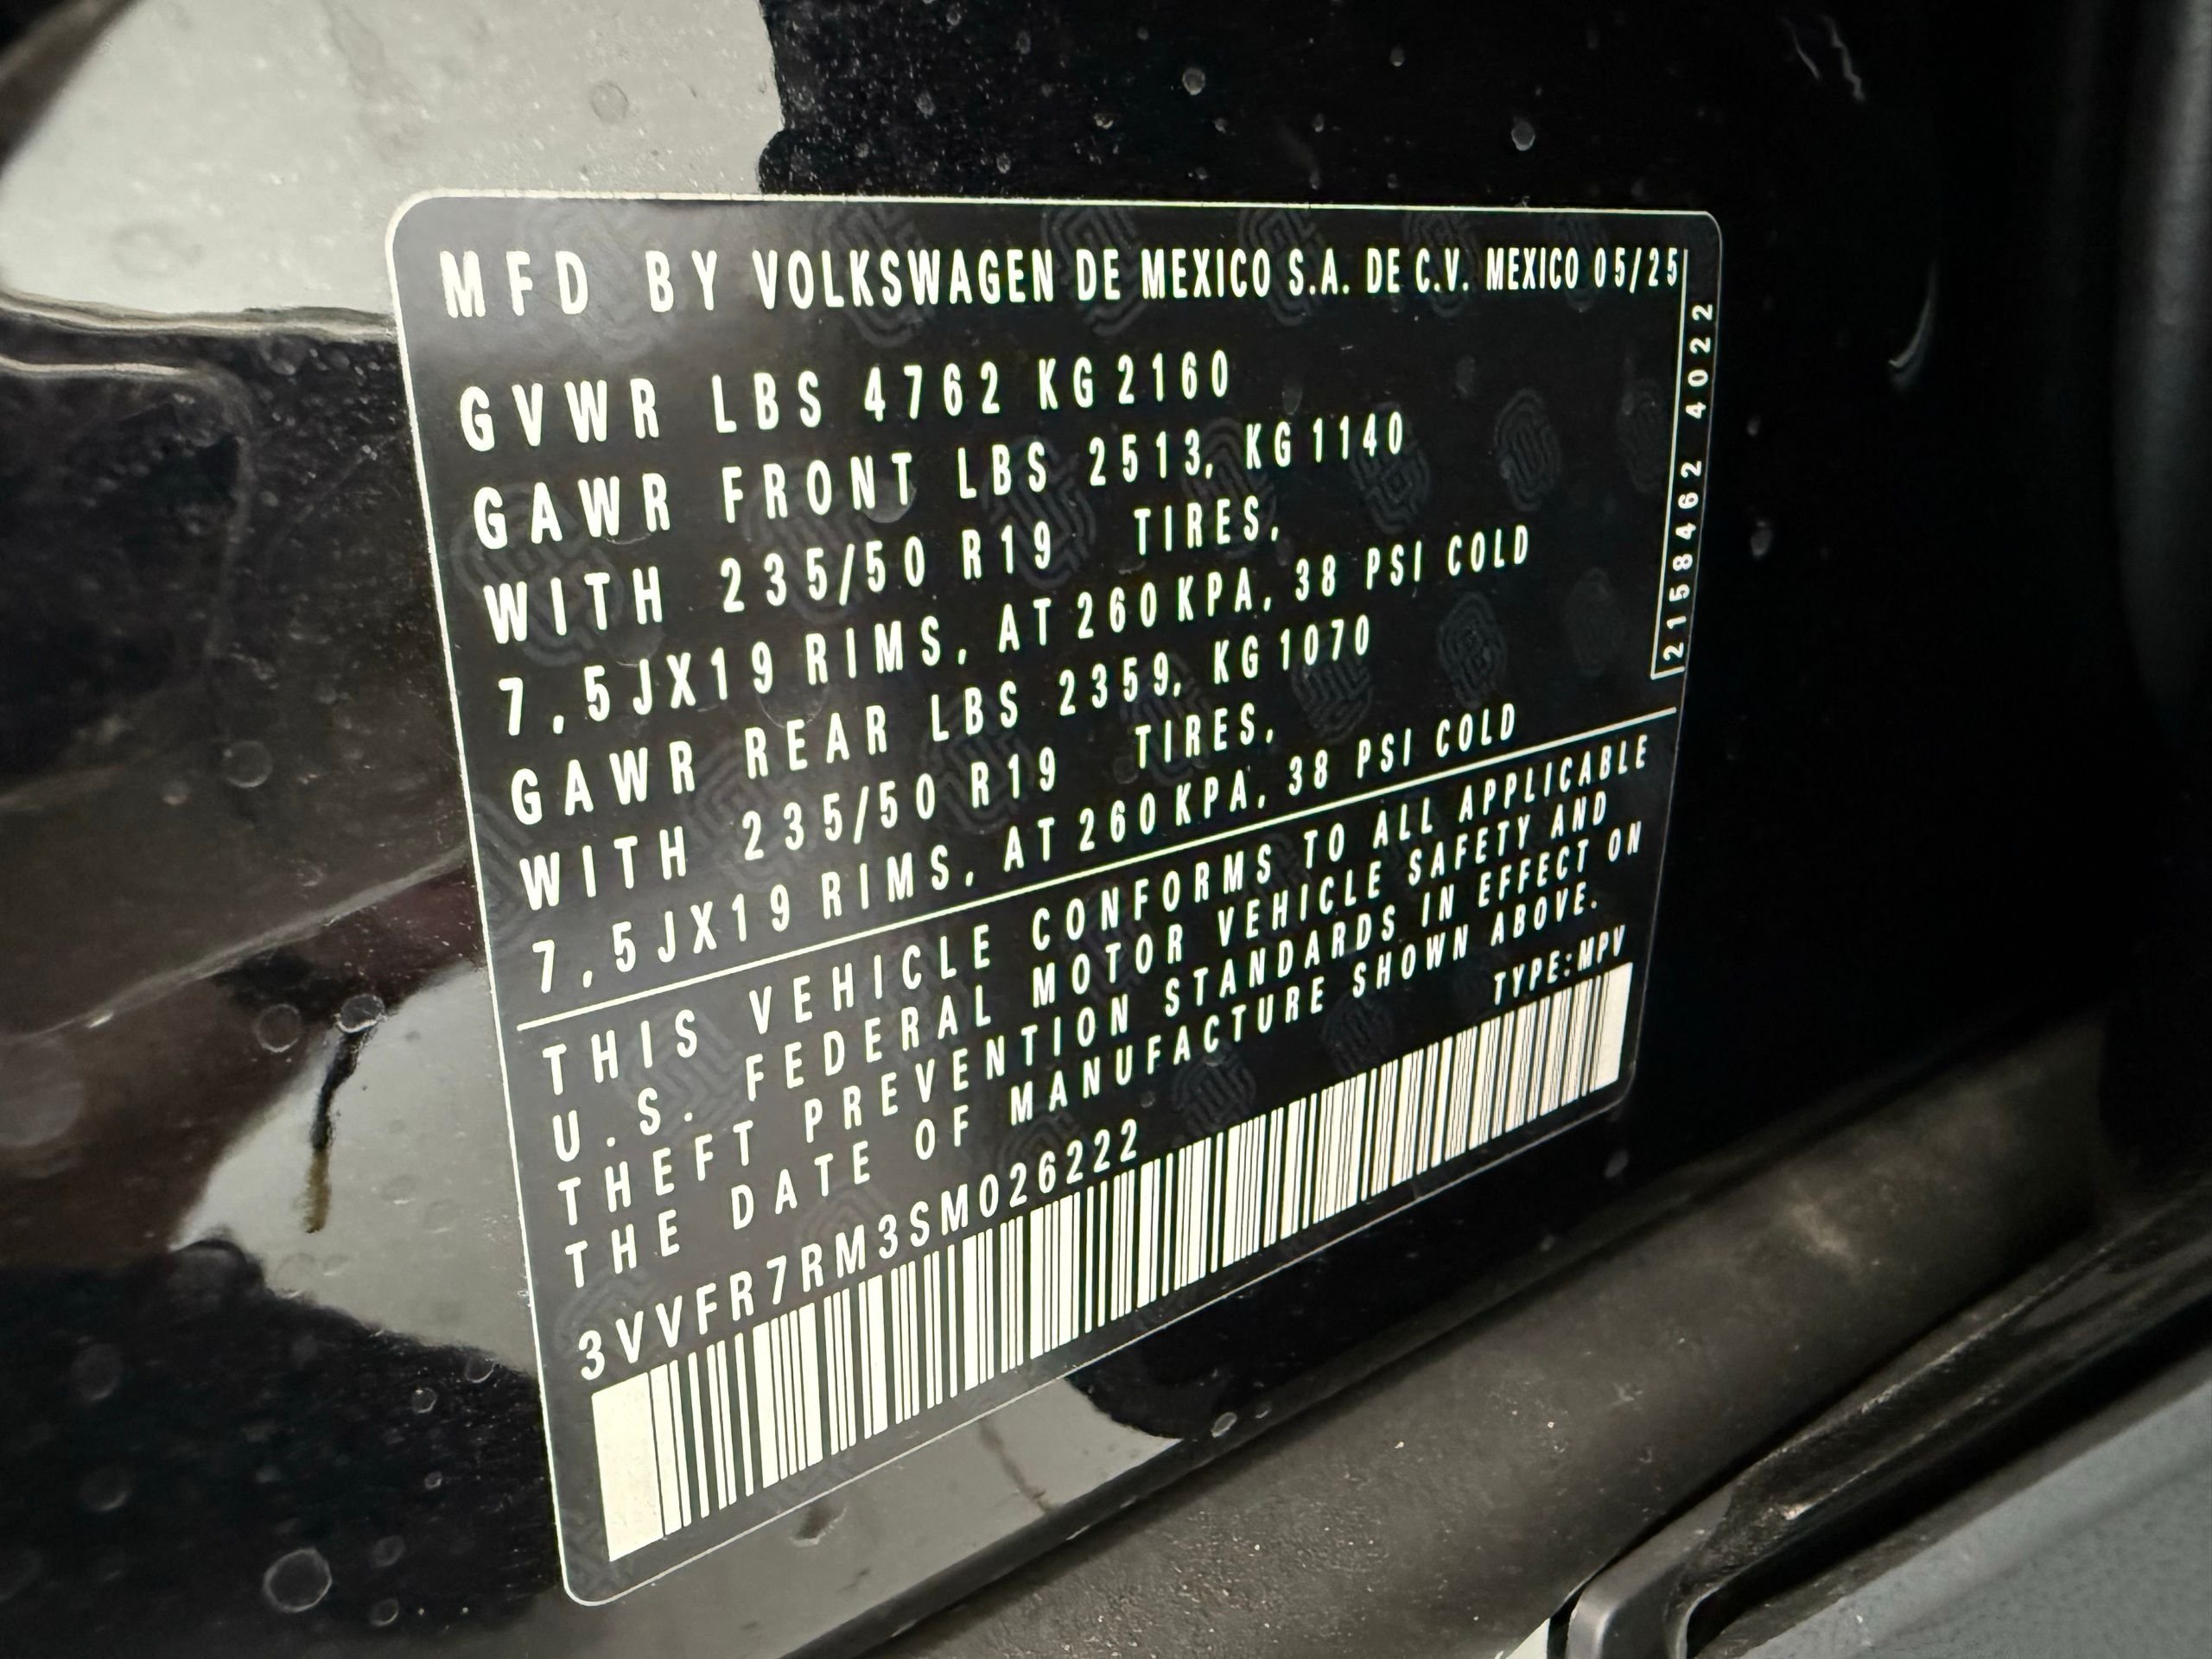 MFD BY VOLKSWAGEN DE MEXICO S.A. DE C.V. MEXICO 05/25
GVWR LBS 4762 KG 2160
GAWR FRONT LBS 2513, KG 1140
WITH 235/50 R19 TIRES,
7,5JX19 RIMS, AT 260 KPA, 38 PSI COLD
GAWR REAR LBS 2359, KG 1070
WITH 235/50 R19 TIRES,
7,5JX19 RIMS, AT 260 KPA, 38 PSI COLD
2158462 4022
THIS VEHICLE CONFORMS TO ALL APPLICABLE
U.S. FEDERAL MOTOR VEHICLE SAFETY AND
THEFT PREVENTION STANDARDS IN EFFECT ON
THE DATE OF MANUFACTURE SHOWN ABOVE.
3VVFR7RM3SM026222
TYPE:MPV